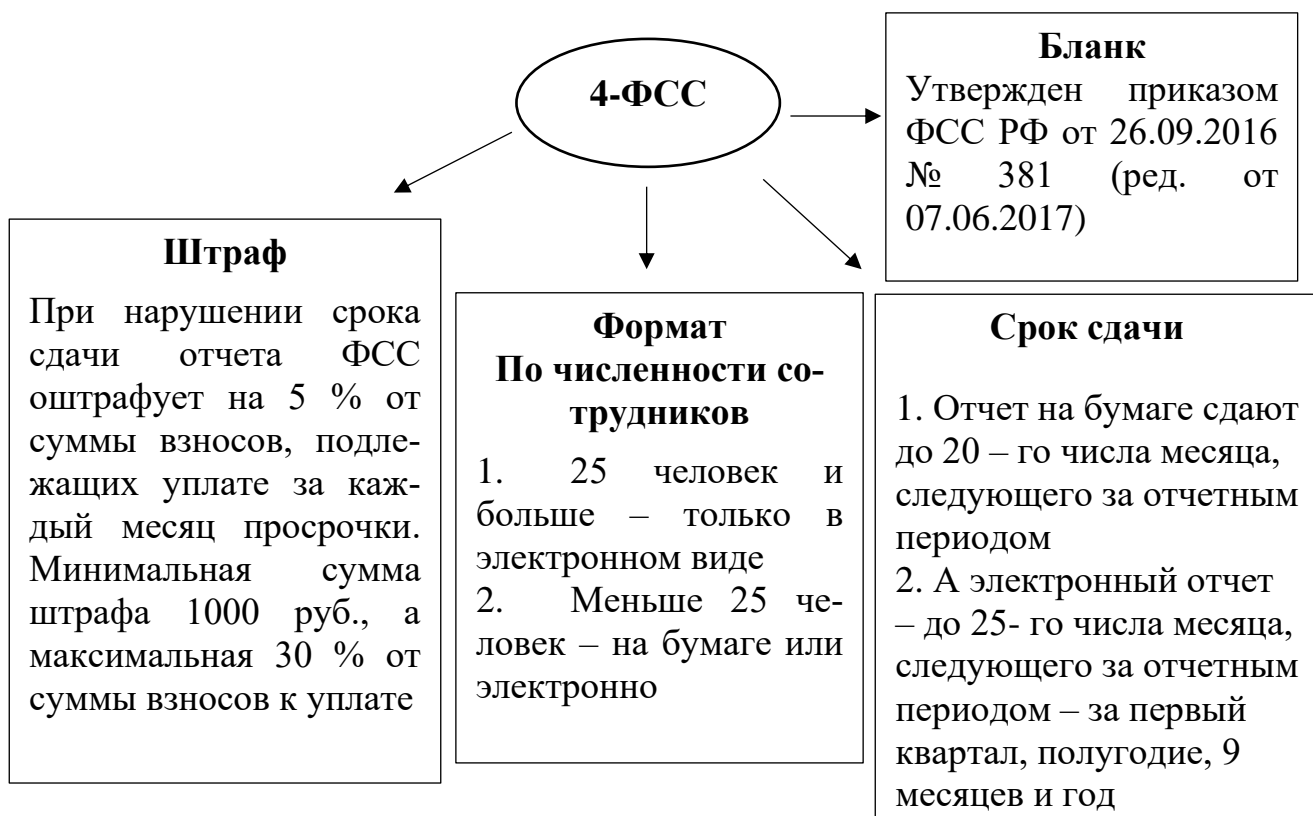 4-ФСС
Бланк
Утвержден приказом
ФСС РФ от 26.09.2016
№ 381 (ред. от
07.06.2017)
Штраф
При нарушении срока
сдачи отчета ФСС
оштрафует на 5 % от
суммы взносов, подле-
жащих уплате за каж-
дый месяц просрочки.
Минимальная сумма
штрафа 1000 руб., а
максимальная 30 % от
суммы взносов к уплате
Формат
По численности со-
трудников
1. 25 человек и
больше – только в
электронном виде
2. Меньше 25 че-
ловек – на бумаге или
электронно
Срок сдачи
1. Отчет на бумаге сдают
до 20 – го числа месяца,
следующего за отчетным
периодом
2. А электронный отчет
– до 25- го числа месяца,
следующего за отчетным
периодом – за первый
квартал, полугодие, 9
месяцев и год